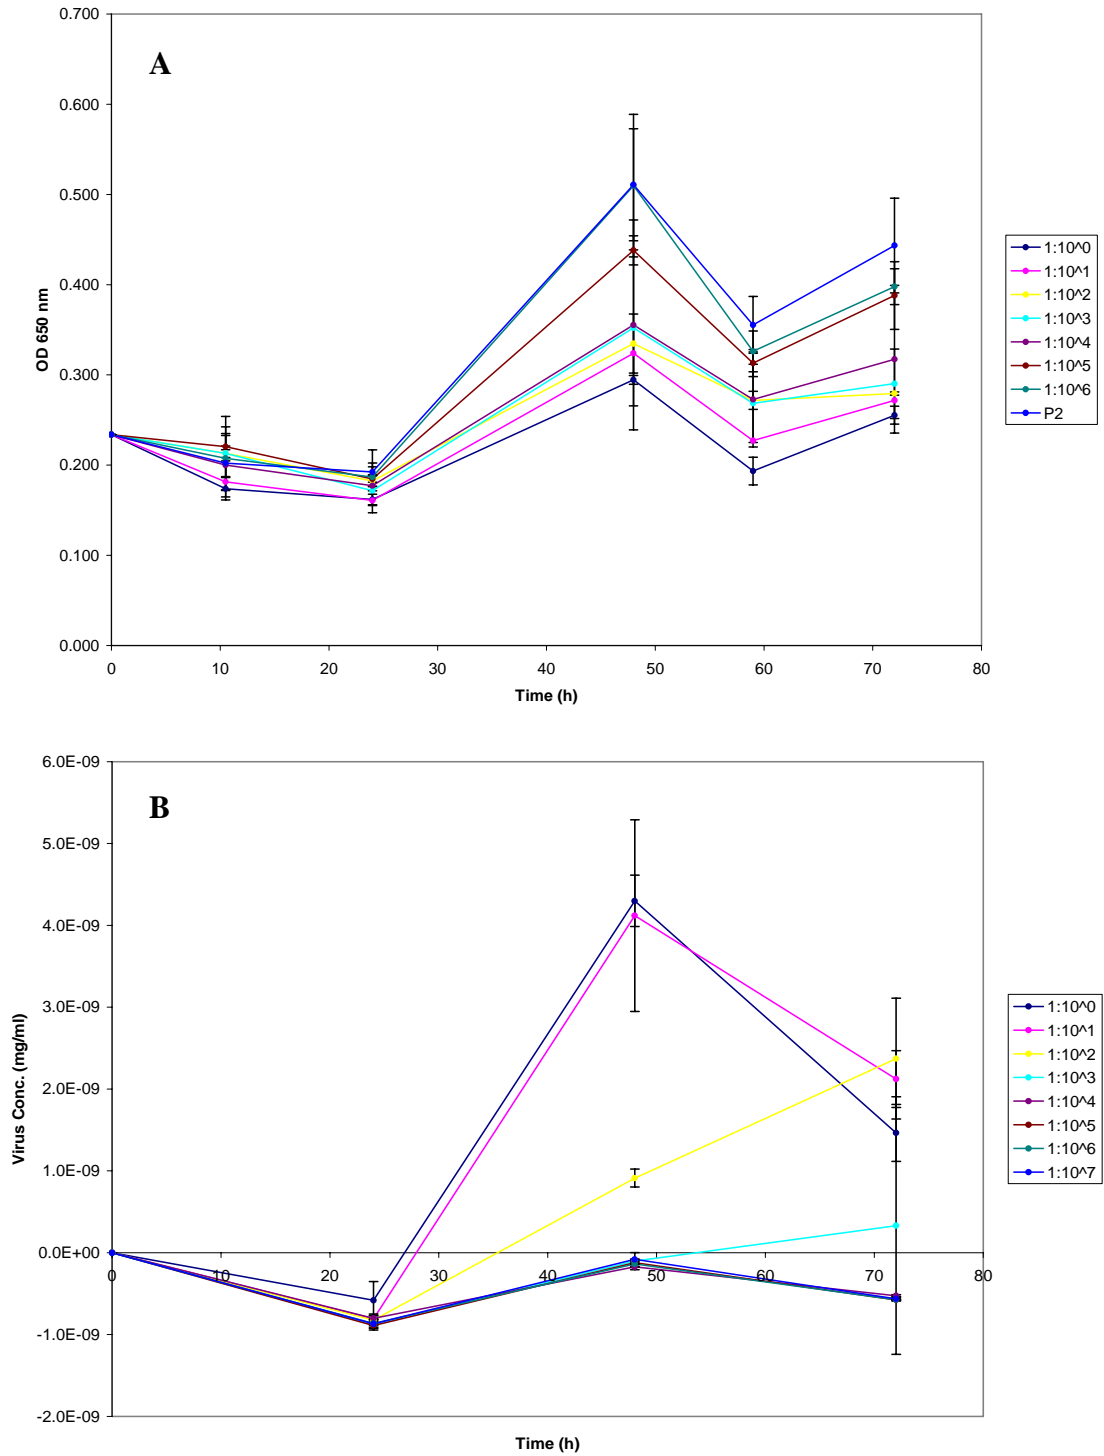 A
0.700
0.600
0.500
0.400
0.300
0.200
0.100
0.000
OD 650 nm
0 10 20 30 40 50 60 70 80
Time (h)
1:10^0
1:10^1
1:10^2
1:10^3
1:10^4
1:10^5
1:10^6
P2
B
6.0E-09
5.0E-09
4.0E-09
3.0E-09
2.0E-09
1.0E-09
0.0E+00
-1.0E-09
-2.0E-09
Virus Conc. (mg/ml)
0 10 20 30 40 50 60 70 80
Time (h)
1:10^0
1:10^1
1:10^2
1:10^3
1:10^4
1:10^5
1:10^6
1:10^7